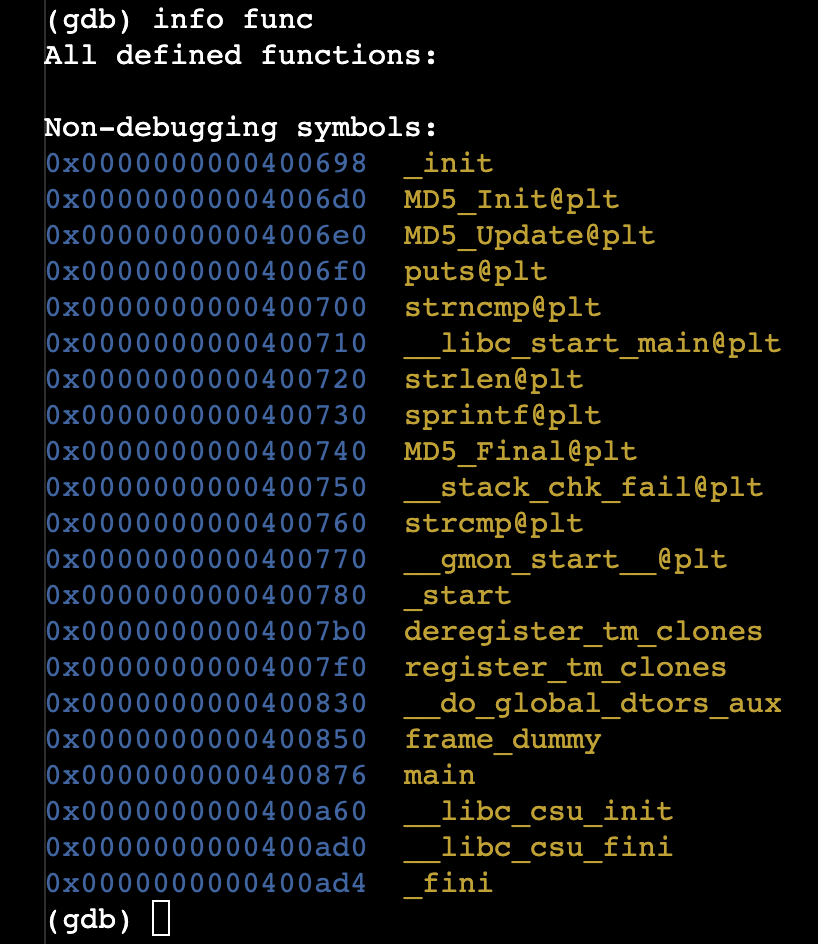 (gdb) info func
All defined functions:

Non-debugging symbols:
0x0000000000400698  _init
0x00000000004006d0  MD5_Init@plt
0x00000000004006e0  MD5_Update@plt
0x00000000004006f0  puts@plt
0x0000000000400700  strncmp@plt
0x0000000000400710  __libc_start_main@plt
0x0000000000400720  strlen@plt
0x0000000000400730  sprintf@plt
0x0000000000400740  MD5_Final@plt
0x0000000000400750  __stack_chk_fail@plt
0x0000000000400760  strcmp@plt
0x0000000000400770  __gmon_start__@plt
0x0000000000400780  _start
0x00000000004007b0  deregister_tm_clones
0x00000000004007f0  register_tm_clones
0x0000000000400830  __do_global_dtors_aux
0x0000000000400850  frame_dummy
0x0000000000400876  main
0x0000000000400a60  __libc_csu_init
0x0000000000400ad0  __libc_csu_fini
0x0000000000400ad4  _fini
(gdb)